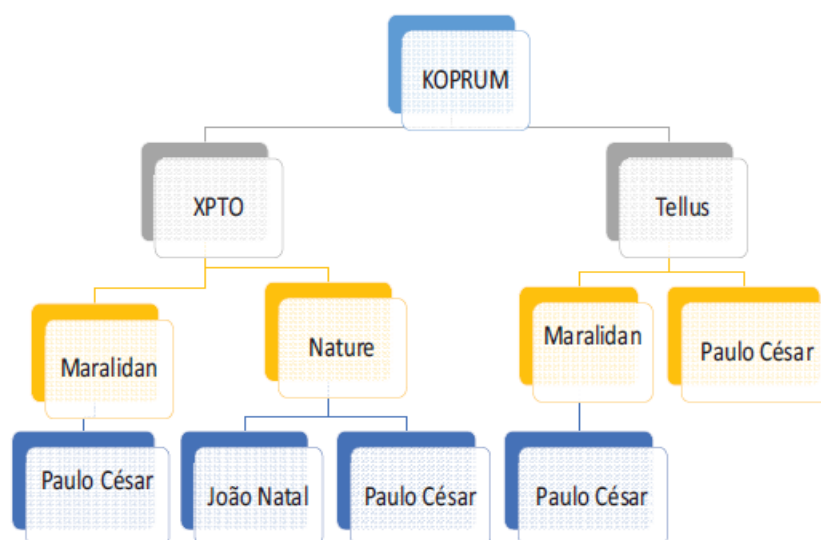 KOPRUM
XPTO
Tellus
Maralidan
Nature
Maralidan
Paulo César
Paulo César
João Natal
Paulo César
Paulo César